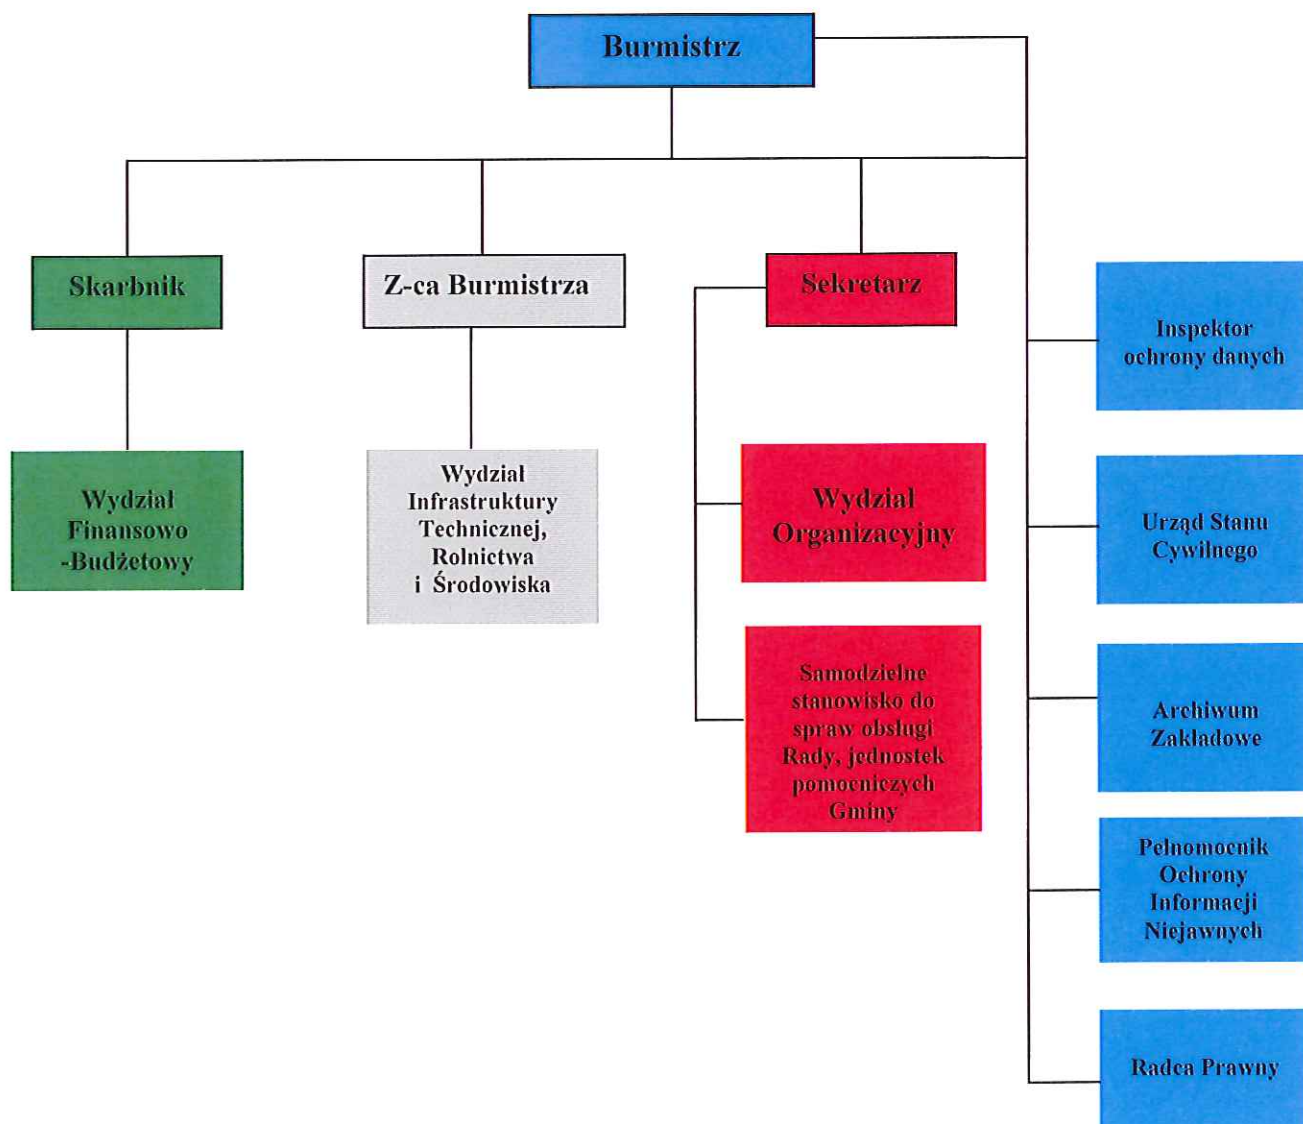 Burmistrz
Skarbnik
Z-ca Burmistrza
Sekretarz
Inspektor
ochrony danych
Wydział
Finansowo
-Budżetowy
Wydział
Infrastruktury
Technicznej,
Rolnictwa
i Środowiska
Wydział
Organizacyjny
Urząd Stanu
Cywilnego
Samodzielne
stanowisko do
spraw obsługi
Rady, jednostek
pomocniczych
Gminy
Archiwum
Zakładowe
Pełnomocnik
Ochrony
Informacji
Niejawnych
Radca Prawny